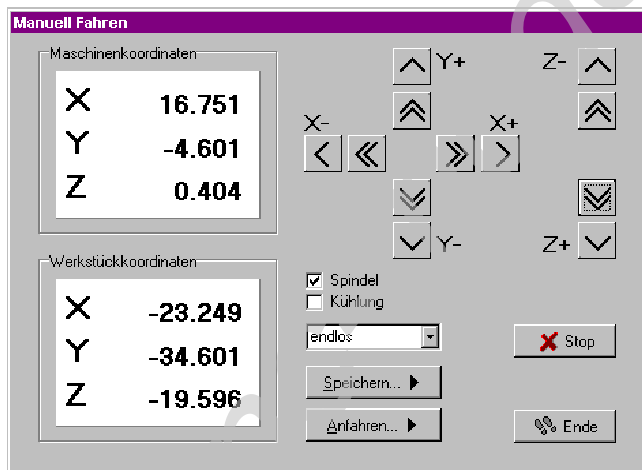 Manuell Fahren
Maschinenkoordinaten
X 16.751
Y -4.601
Z 0.404
Werkstückkoordinaten
X -23.249
Y -34.601
Z -19.596
Y+
Z-
X-
X+
Y-
Z+
Spindel
Kühlung
endlos
Stop
Speichern...
Anfahren...
Ende